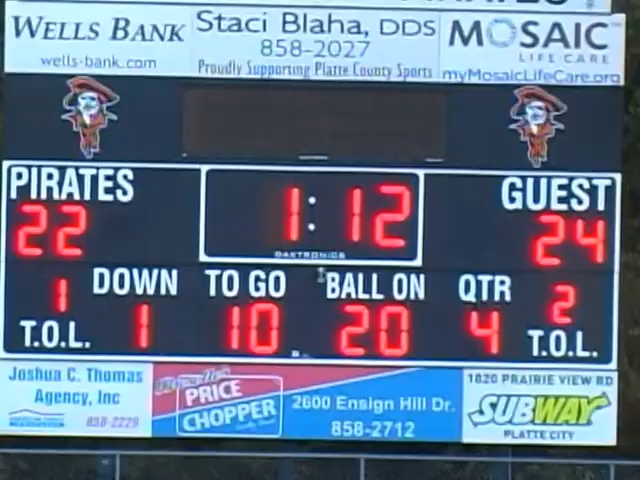 WELLS BANK
wells-bank.com
Staci Blaha, DDS
858-2027
Proudly Supporting Platte County Sports
MOSAIC
LIFE CARE
myMosaicLifeCare.org
PIRATES
22
1:12
DAKTRONICS
GUEST
24
1
T.O.L.
DOWN
1
TO GO
10
BALL ON
20
QTR
4
2
T.O.L.
Joshua C. Thomas
Agency, Inc
858-2229
PRICE
CHOPPER
2600 Ensign Hill Dr.
858-2712
1820 PRAIRIE VIEW RD
SUBWAY
PLATTE CITY